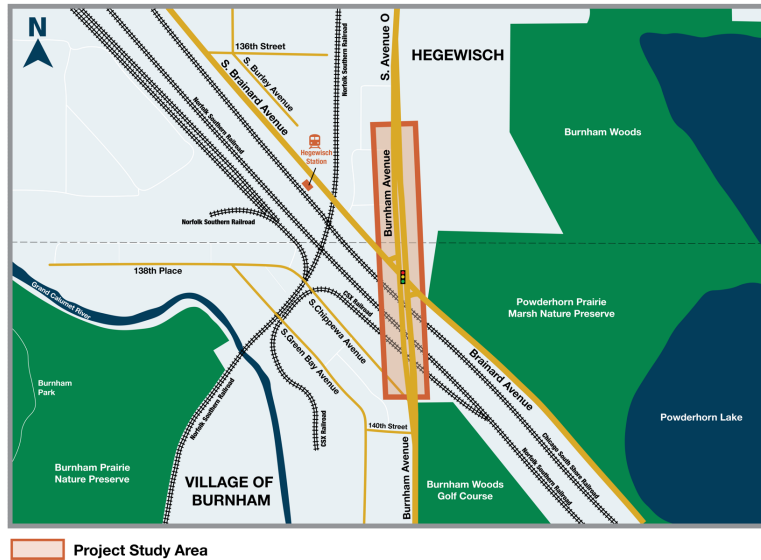 N
136th Street
S. Burley Avenue
S. Brainard Avenue
Norfolk Southern Railroad
S. Avenue O
HEGEWISCH
Burnham Woods
Norfolk Southern Railroad
Hegewisch
Station
Burnham Avenue
Norfolk Southern Railroad
138th Place
Grand Calumet River
CSX Railroad
S.Chippewa Avenue
S.Green Bay Avenue
Powderhorn Prairie
Marsh Nature Preserve
Brainard Avenue
Burnham
Park
Norfolk Southern Railroad
CSX Railroad
140th Street
Burnham Avenue
Powderhorn Lake
Chicago South Shore Railroad
Norfolk Southern Railroad
Burnham Prairie
Nature Preserve
VILLAGE OF
BURNHAM
Burnham Woods
Golf Course
Project Study Area